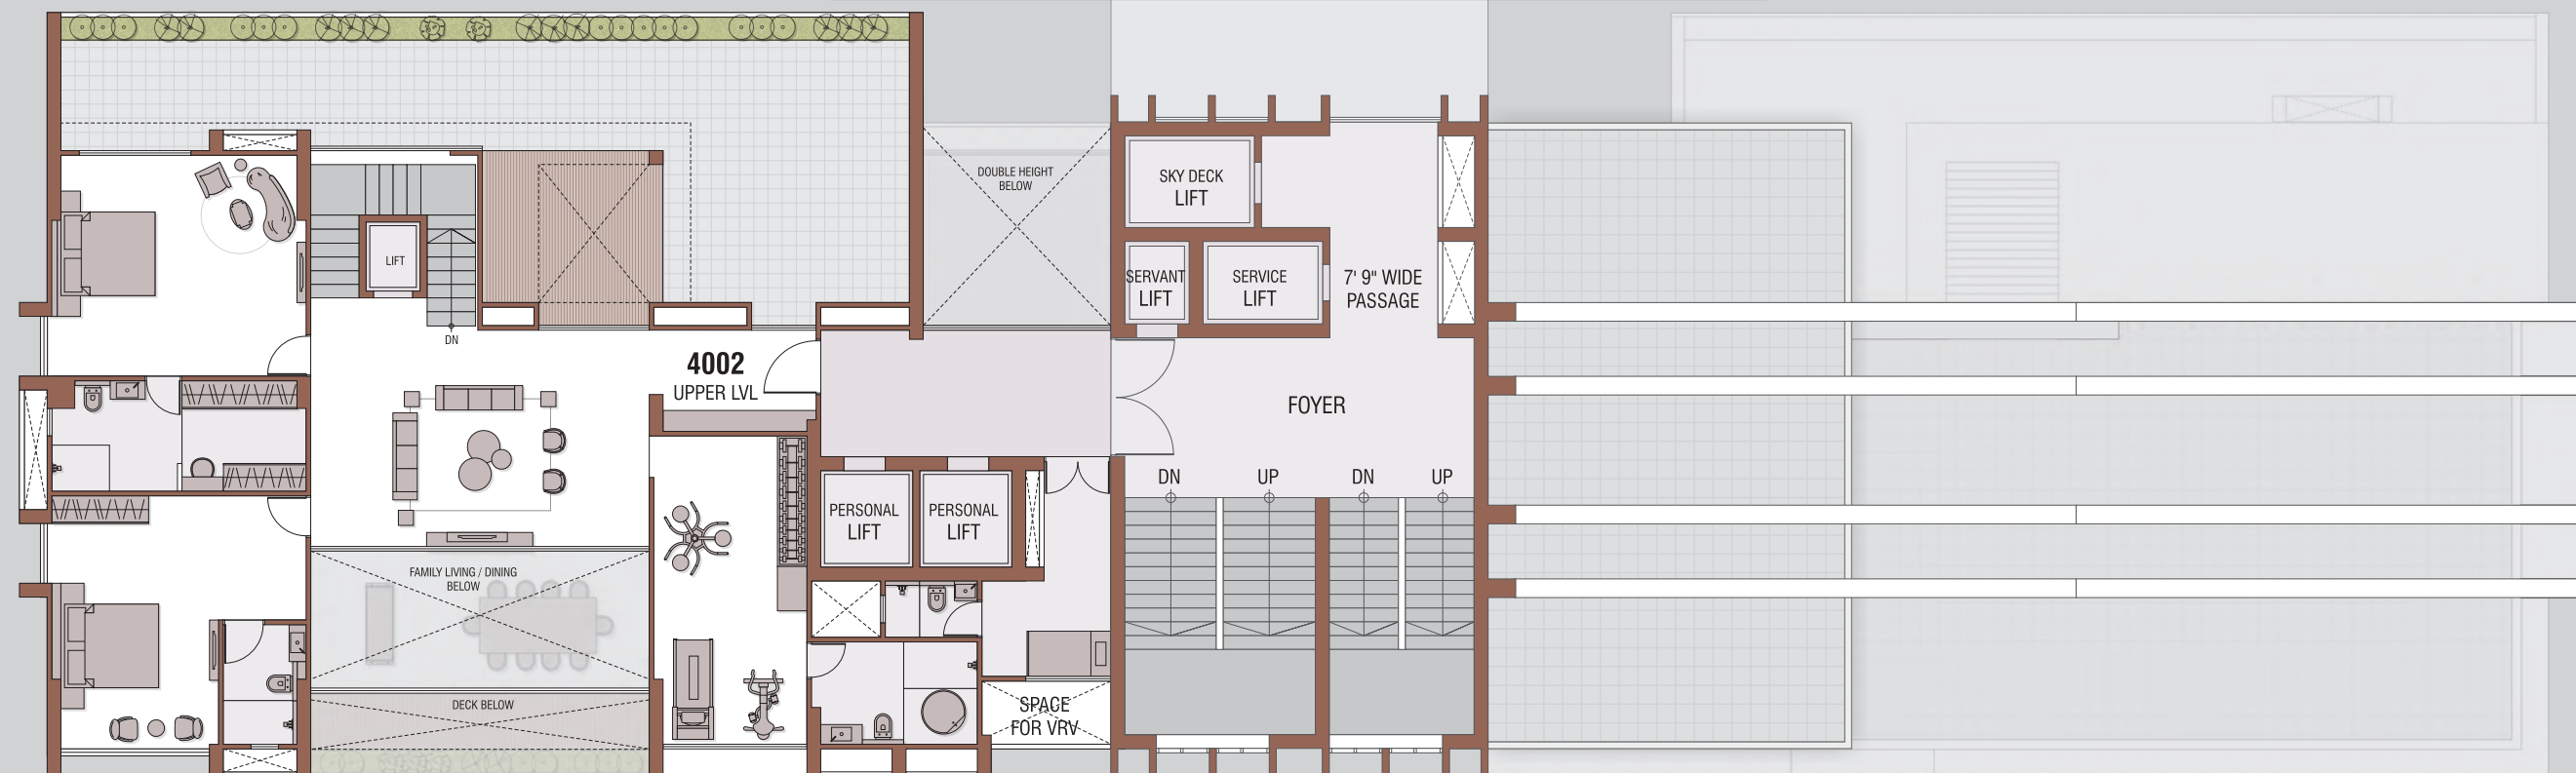 DOUBLE HEIGHT
BELOW
SKY DECK
LIFT
LIFT
SERVANT
LIFT
SERVICE
LIFT
7' 9" WIDE
PASSAGE
DN
4002
UPPER LVL
FOYER
DN
UP
DN
UP
PERSONAL
LIFT
PERSONAL
LIFT
FAMILY LIVING / DINING
BELOW
DECK BELOW
SPACE
FOR VRV